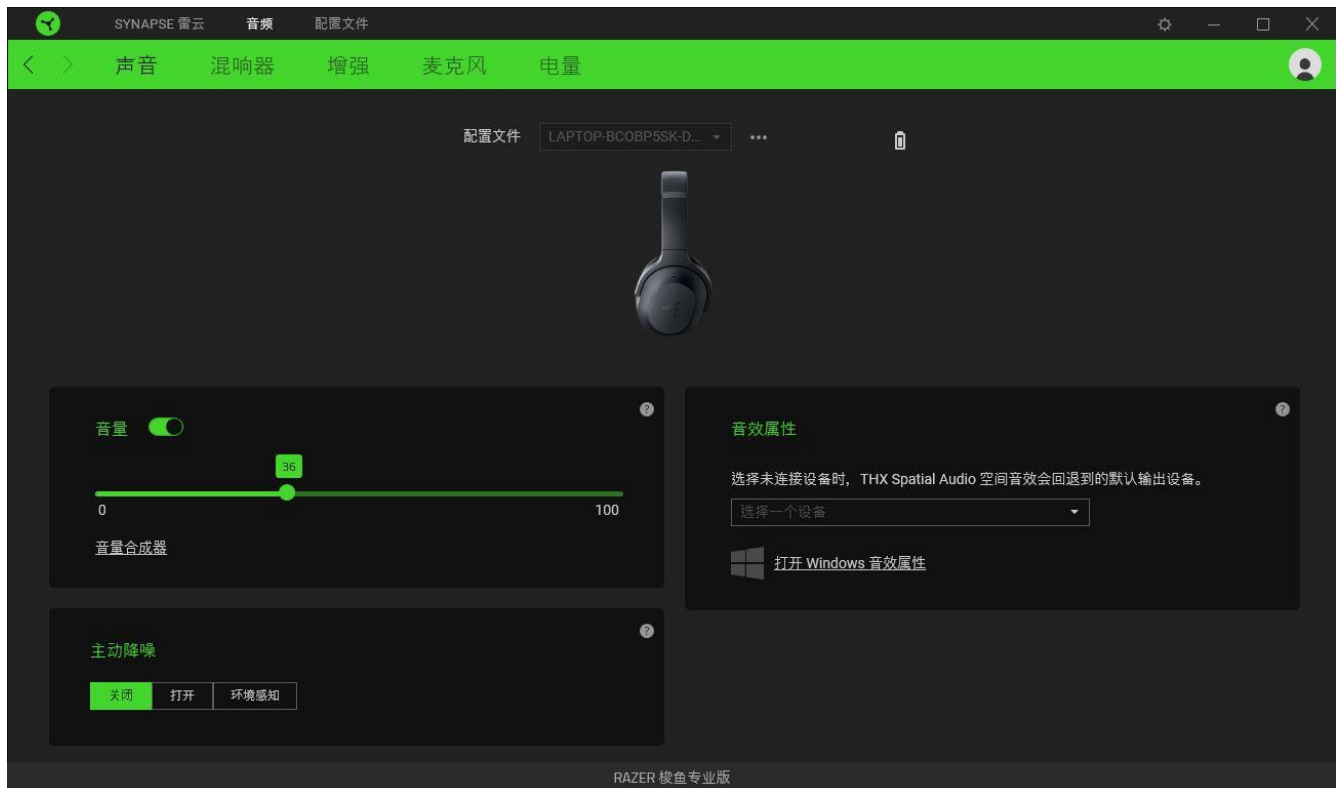 SYNAPSE 雷云 音频 配置文件
声音 混响器 增强 麦克风 电量
配置文件 LAPTOP-BCOBP5SK-D... •••
音量
36
0 100
音量合成器
音效属性
选择未连接设备时，THX Spatial Audio 空间音效会回退到的默认输出设备。
选择一个设备
打开 Windows 音效属性
主动降噪
关闭 打开 环境感知
RAZER 梭鱼专业版